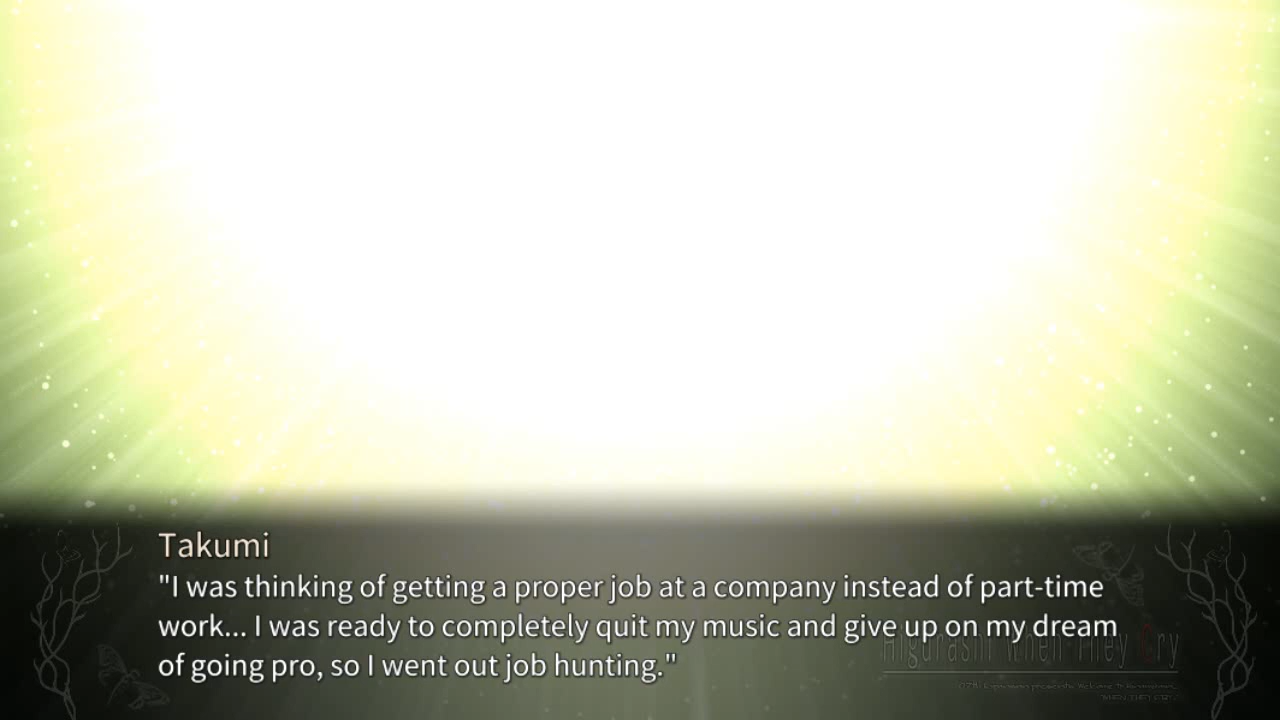 Takumi
"I was thinking of getting a proper job at a company instead of part-time
work... I was ready to completely quit my music and give up on my dream
of going pro, so I went out job hunting."
Higurashi When They Cry